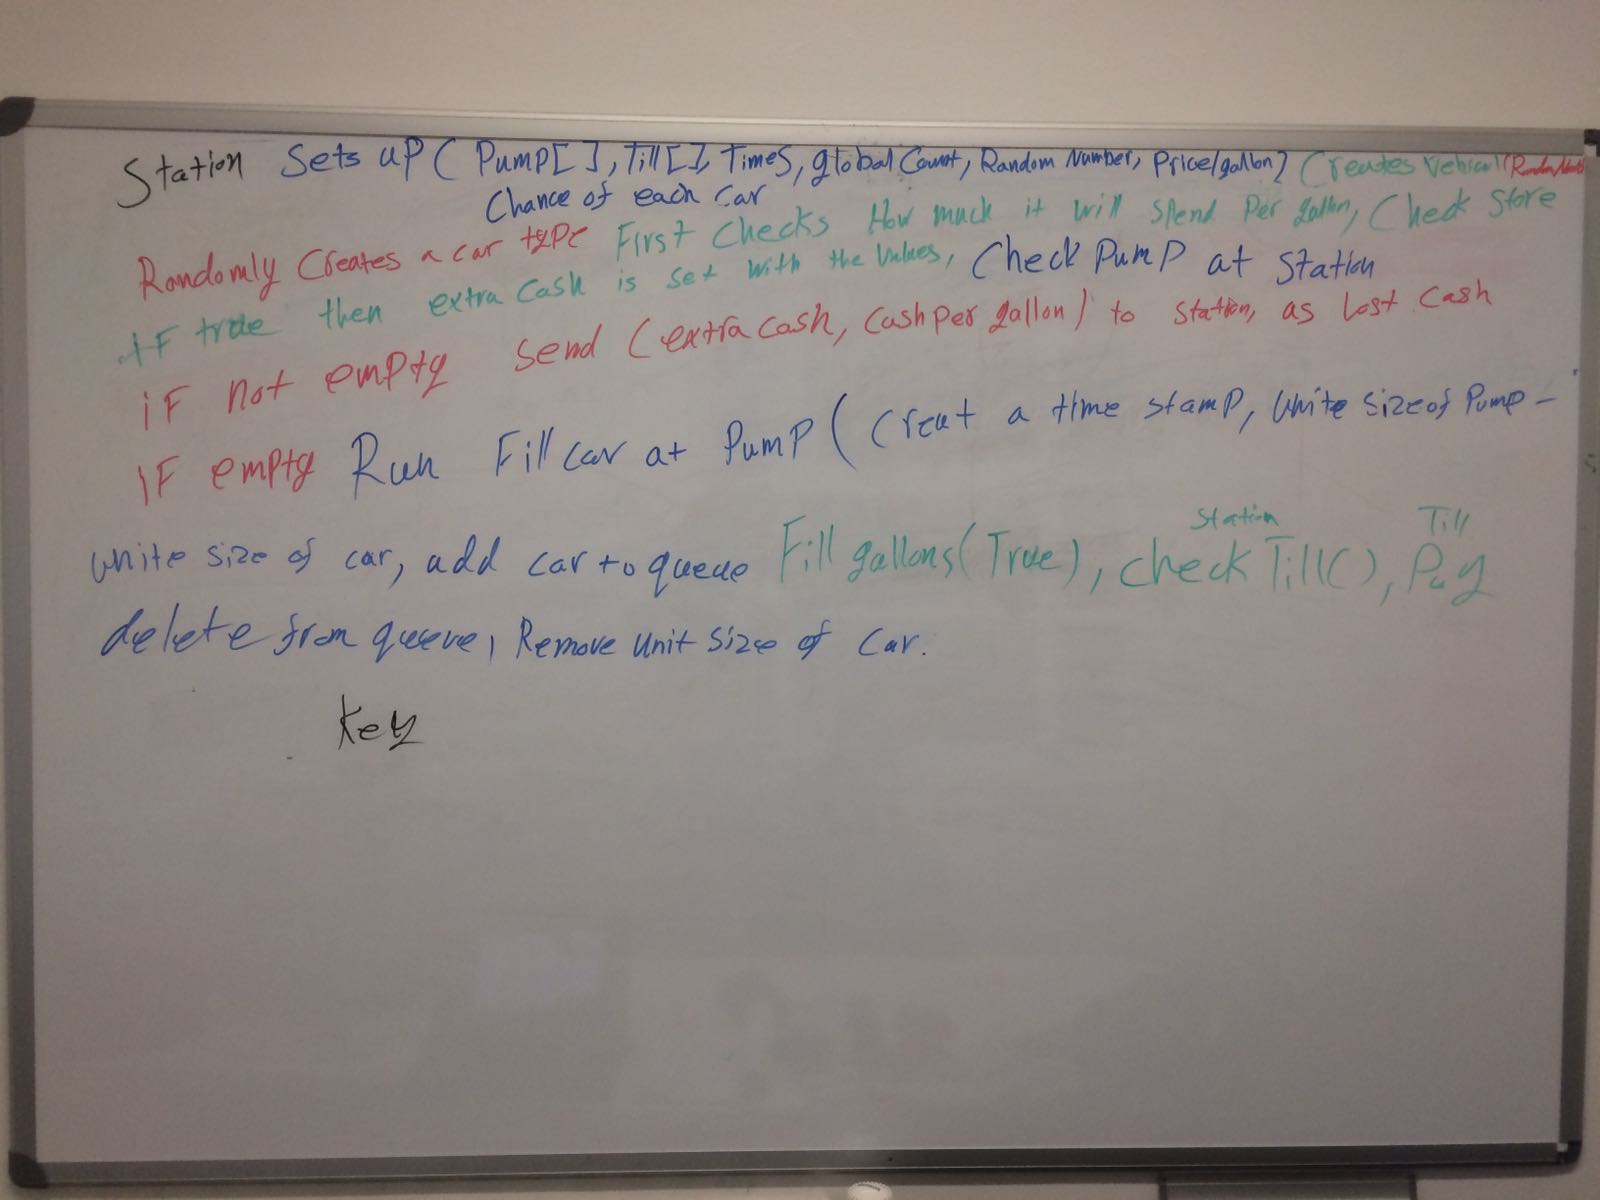 Station Sets up ( Pump[ ], Till[ ], Times, global Count, Random Number, Price/gallon) Creates Vehical(Random
Chance of each car
Randomly Creates a car type First Checks How much it will spend Per gallon, Check Store
if true then extra Cash is set with the Values, Check Pump at Station
if not empty send (extra cash, Cash per gallon) to station, as Lost Cash
if empty Run Fill car at Pump ( Creat a time stamp, Unite size of Pump -
unite size of car, add car to queue Fill gallons(True), check Till(), Pay
Station Till
delete from queue, Remove Unit Size of Car.
Key